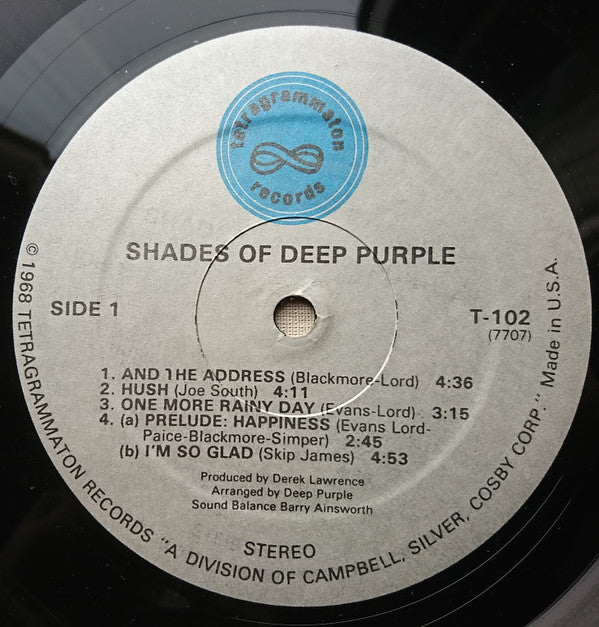 tetragrammaton
records
SHADES OF DEEP PURPLE
SIDE 1
T-102
(7707)
1. AND THE ADDRESS (Blackmore-Lord) 4:36
2. HUSH (Joe South) 4:11
3. ONE MORE RAINY DAY (Evans-Lord) 3:15
4. (a) PRELUDE: HAPPINESS (Evans Lord-
Paice-Blackmore-Simper) 2:45
(b) I'M SO GLAD (Skip James) 4:53
Produced by Derek Lawrence
Arranged by Deep Purple
Sound Balance Barry Ainsworth
STEREO
© 1968 TETRAGRAMMATON RECORDS "A DIVISION OF CAMPBELL, SILVER, COSBY CORP." Made in U.S.A.